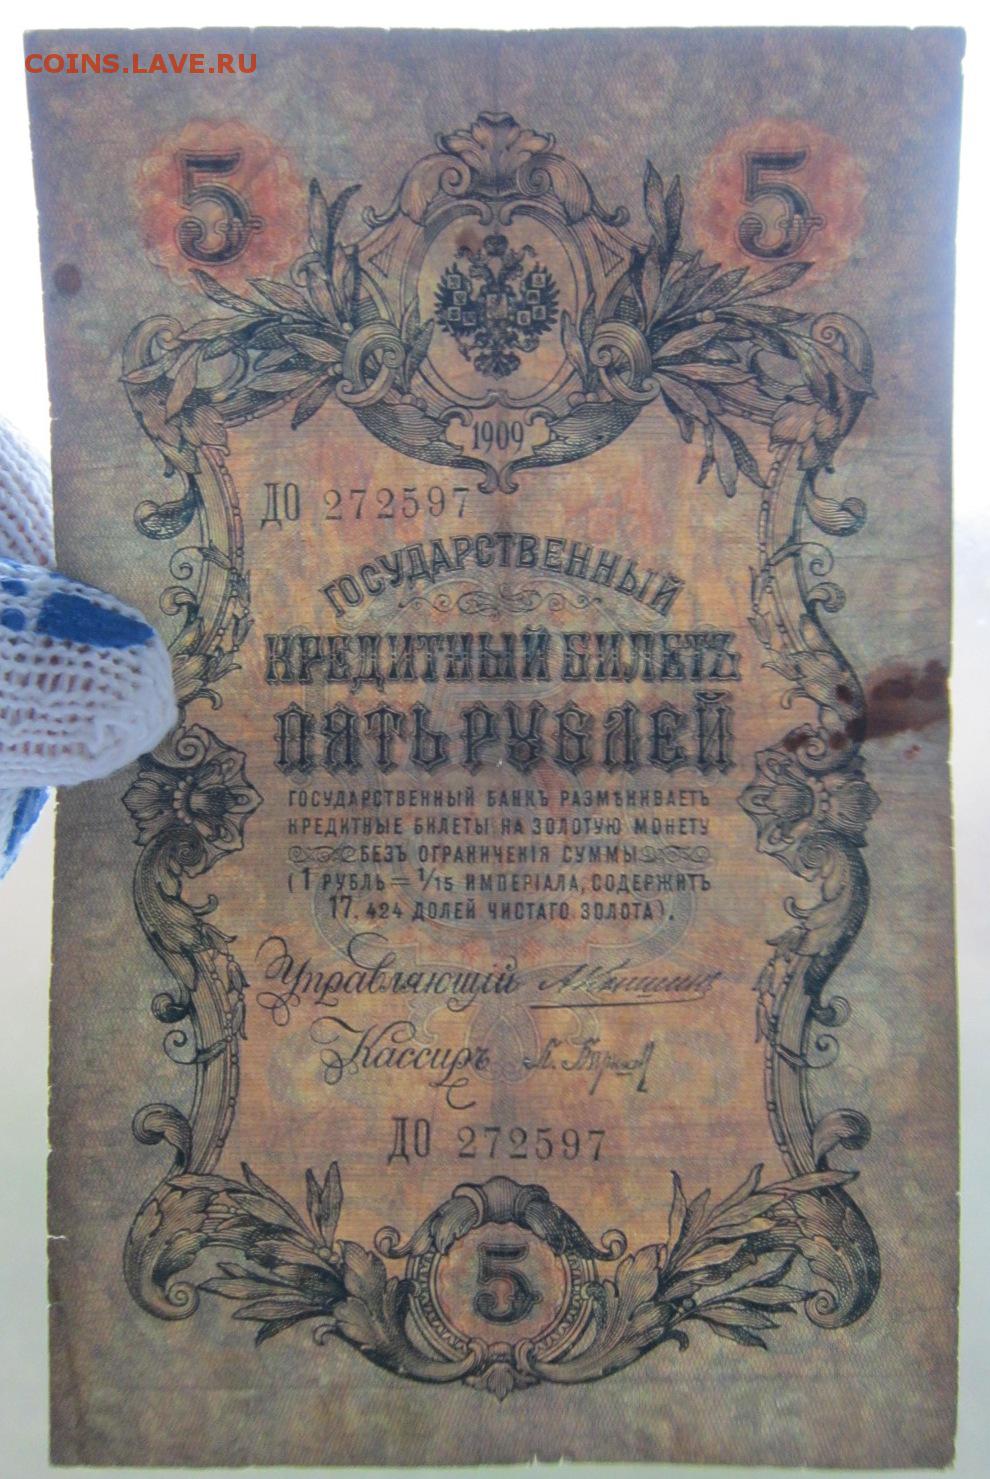 COINS.LAVE.RU
5 5
1909
ДО 272597
ГОСУДАРСТВЕННЫЙ
КРЕДИТНЫЙ БИЛЕТЪ
ПЯТЬ РУБЛЕЙ
ГОСУДАРСТВЕННЫЙ БАНКЪ РАЗМѢНИВАЕТЪ
КРЕДИТНЫЕ БИЛЕТЫ НА ЗОЛОТУЮ МОНЕТУ
БЕЗЪ ОГРАНИЧЕНІЯ СУММЫ
(1 РУБЛЬ = 1/15 ИМПЕРІАЛА, СОДЕРЖИТЪ
17,424 ДОЛЕЙ ЧИСТАГО ЗОЛОТА).
Управляющій А Коншинъ
Кассиръ
ДО 272597
5